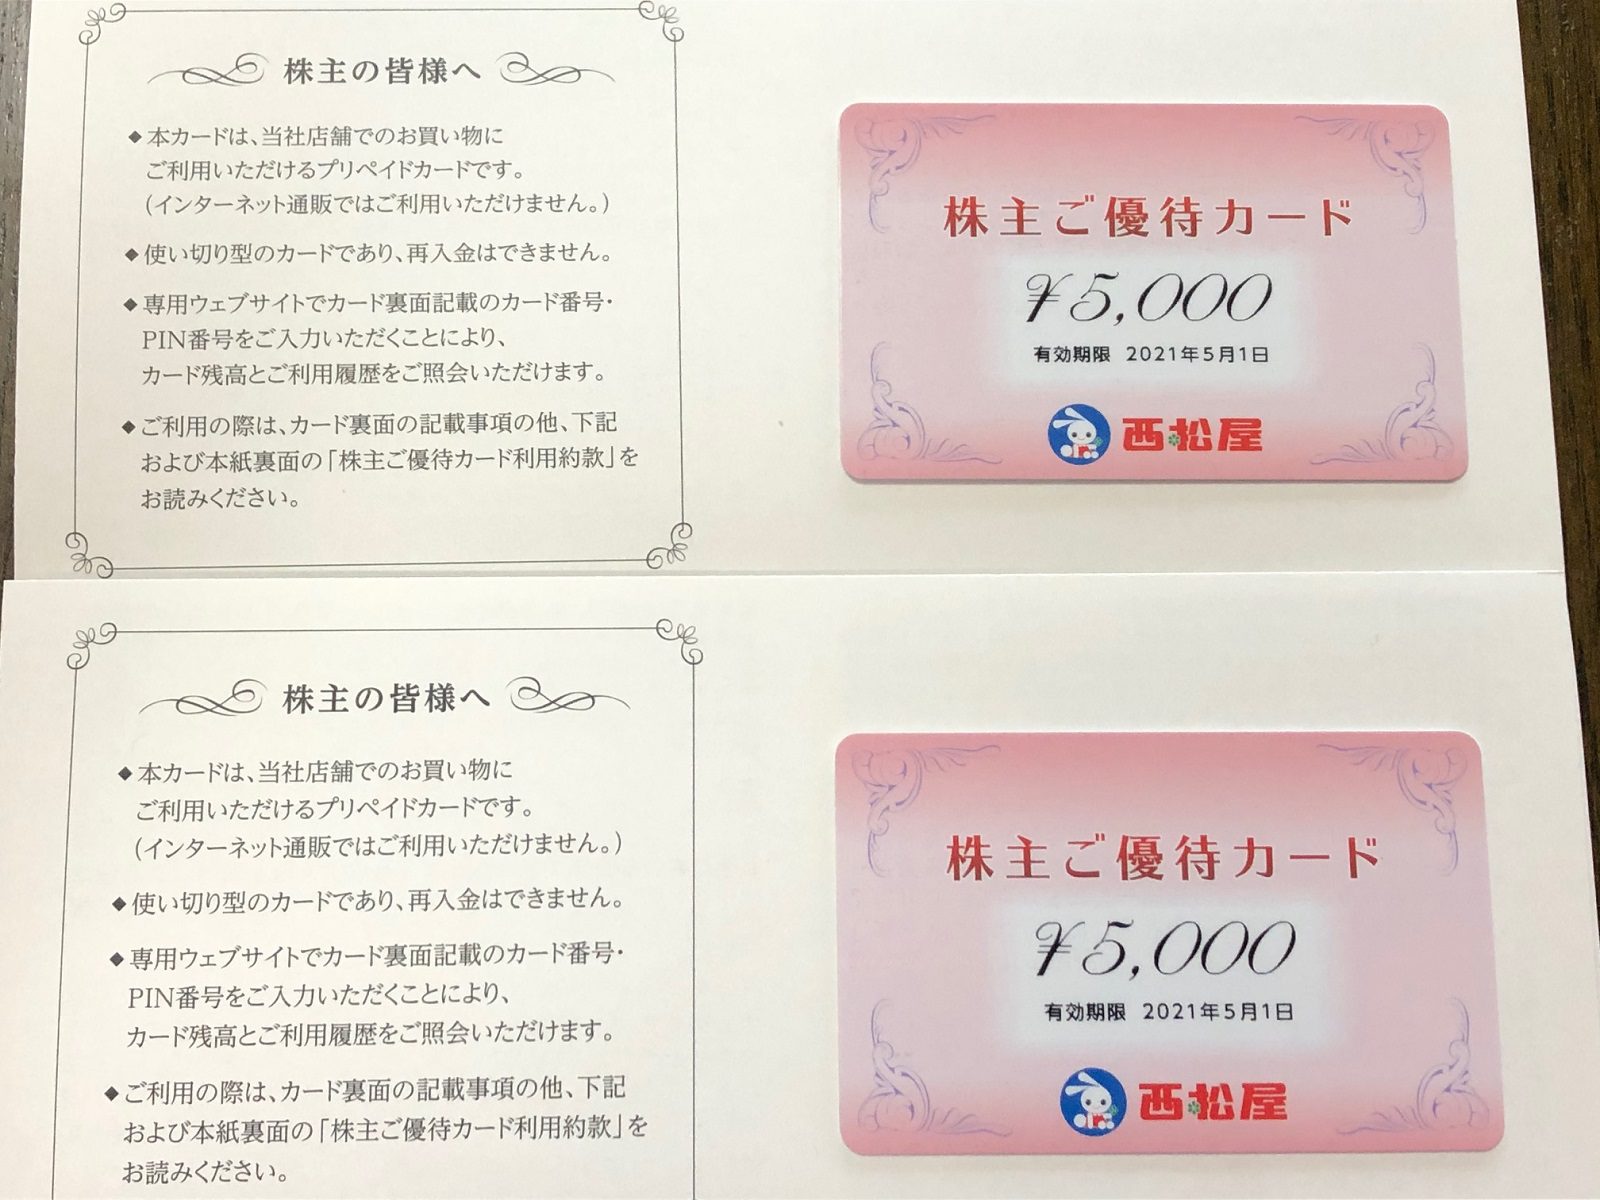 株主の皆様へ
◆本カードは、当社店舗でのお買い物に
ご利用いただけるプリペイドカードです。
(インターネット通販ではご利用いただけません。)
◆使い切り型のカードであり、再入金はできません。
◆専用ウェブサイトでカード裏面記載のカード番号・
PIN番号をご入力いただくことにより、
カード残高とご利用履歴をご照会いただけます。
◆ご利用の際は、カード裏面の記載事項の他、下記
および本紙裏面の「株主ご優待カード利用約款」を
お読みください。
株主ご優待カード
¥5,000
有効期限 2021年5月1日
西松屋
株主の皆様へ
◆本カードは、当社店舗でのお買い物に
ご利用いただけるプリペイドカードです。
(インターネット通販ではご利用いただけません。)
◆使い切り型のカードであり、再入金はできません。
◆専用ウェブサイトでカード裏面記載のカード番号・
PIN番号をご入力いただくことにより、
カード残高とご利用履歴をご照会いただけます。
◆ご利用の際は、カード裏面の記載事項の他、下記
および本紙裏面の「株主ご優待カード利用約款」を
お読みください。
株主ご優待カード
¥5,000
有効期限 2021年5月1日
西松屋